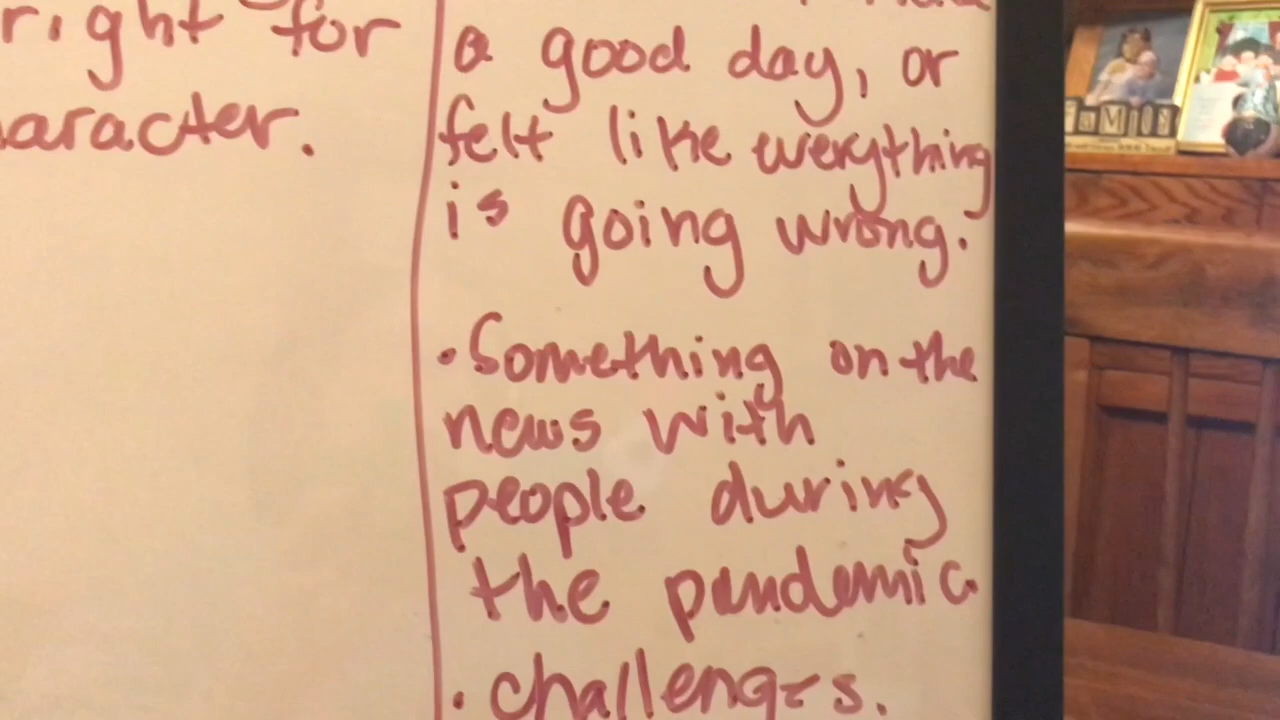 right for
aracter.
a good day, or
felt like everything
is going wrong.
• Something on the
news with
people during
the pandemic.
• challenges.
FAMILY